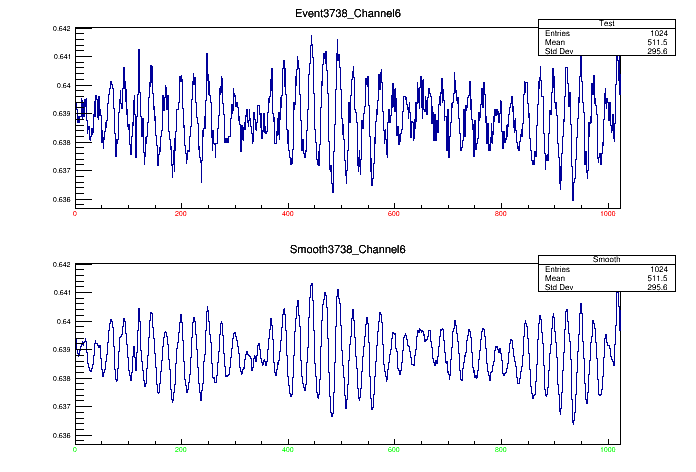 Event3738_Channel6
Test
Entries 1024
Mean 511.5
Std Dev 295.6
0.642
0.641
0.64
0.639
0.638
0.637
0.636
0 200 400 600 800 1000
Smooth3738_Channel6
Smooth
Entries 1024
Mean 511.5
Std Dev 295.6
0.642
0.641
0.64
0.639
0.638
0.637
0.636
0 200 400 600 800 1000